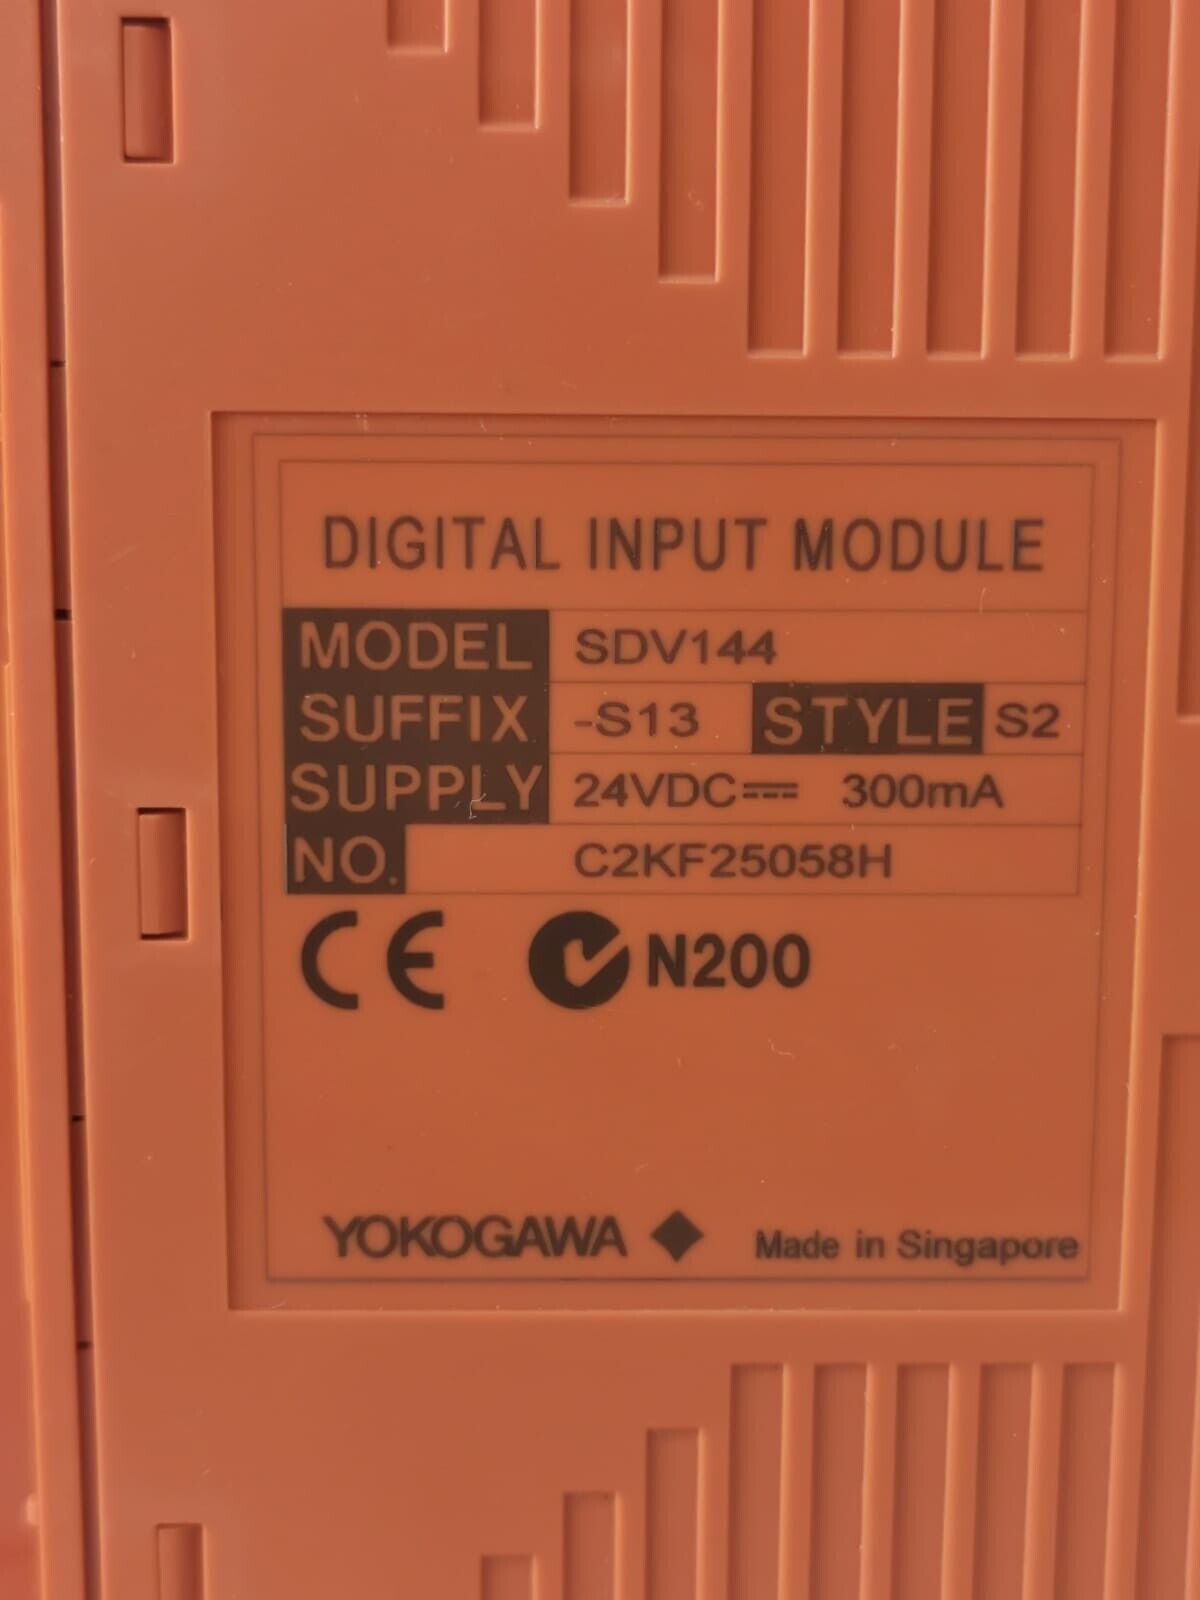 DIGITAL INPUT MODULE
MODEL SDV144
SUFFIX -S13 STYLE S2
SUPPLY 24VDC⎓ 300mA
NO. C2KF25058H
CE N200
YOKOGAWA Made in Singapore